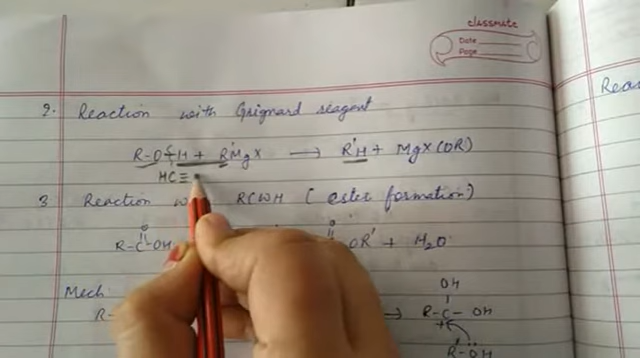 classmate
Date
Page
2. Reaction with Grignard reagent
R-O-H + R'MgX → R'H + MgX(OR)
HC≡
3 Reaction w RCOOH (ester formation)
R-C-OH OR' + H2O
O O
Mech
OH
R- → R-C-OH
R'-OH
Reac